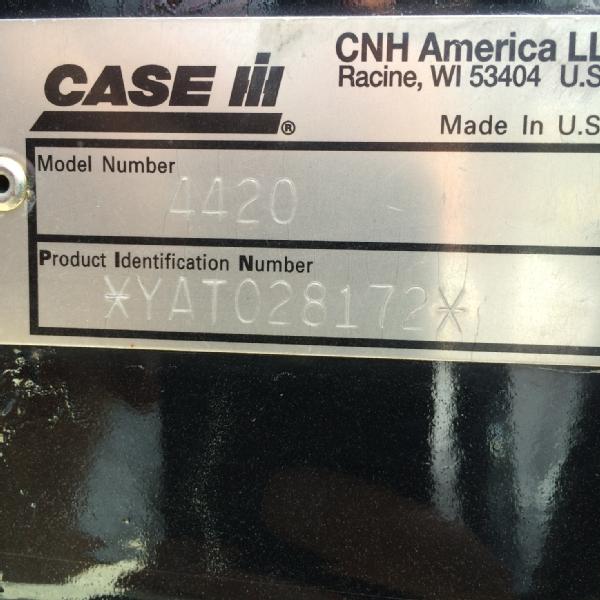 CASE IH®
CNH America LL
Racine, WI 53404 U.S
Made In U.S
Model Number
4420
Product Identification Number
*YAT028172*